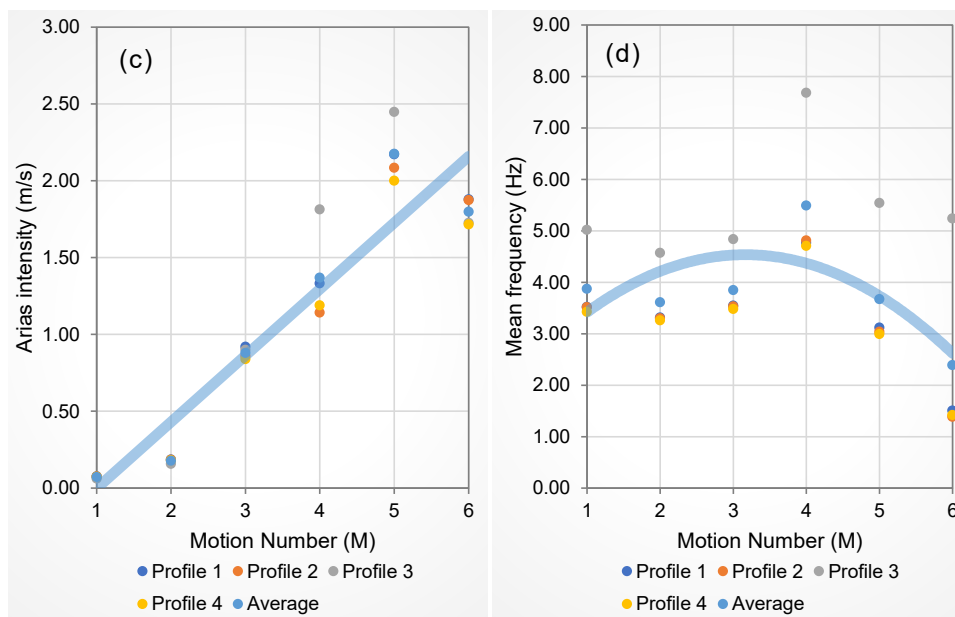 (c)
Arias intensity (m/s)
3.00
2.50
2.00
1.50
1.00
0.50
0.00
1 2 3 4 5 6
Motion Number (M)
Profile 1 Profile 2 Profile 3
Profile 4 Average
(d)
Mean frequency (Hz)
9.00
8.00
7.00
6.00
5.00
4.00
3.00
2.00
1.00
0.00
1 2 3 4 5 6
Motion Number (M)
Profile 1 Profile 2 Profile 3
Profile 4 Average